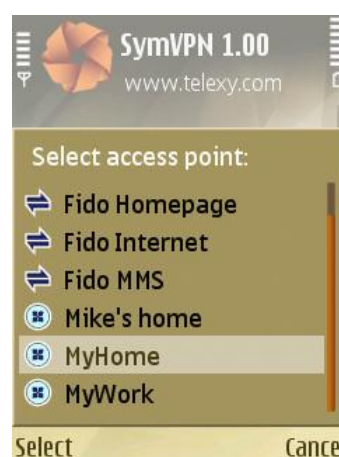 SymVPN 1.00
www.telexy.com
Select access point:
Fido Homepage
Fido Internet
Fido MMS
Mike's home
MyHome
MyWork
Select Cance